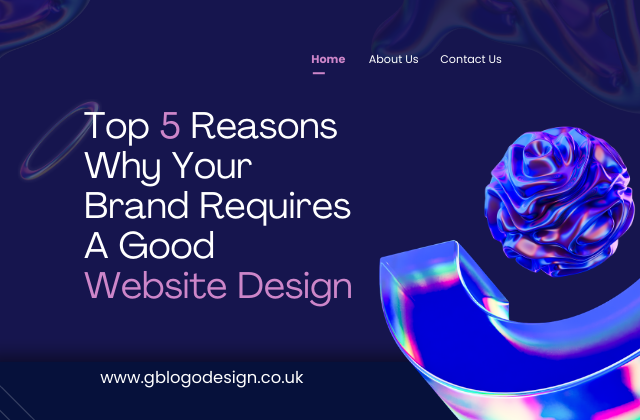 Home About Us Contact Us
Top 5 Reasons
Why Your
Brand Requires
A Good
Website Design
www.gblogodesign.co.uk